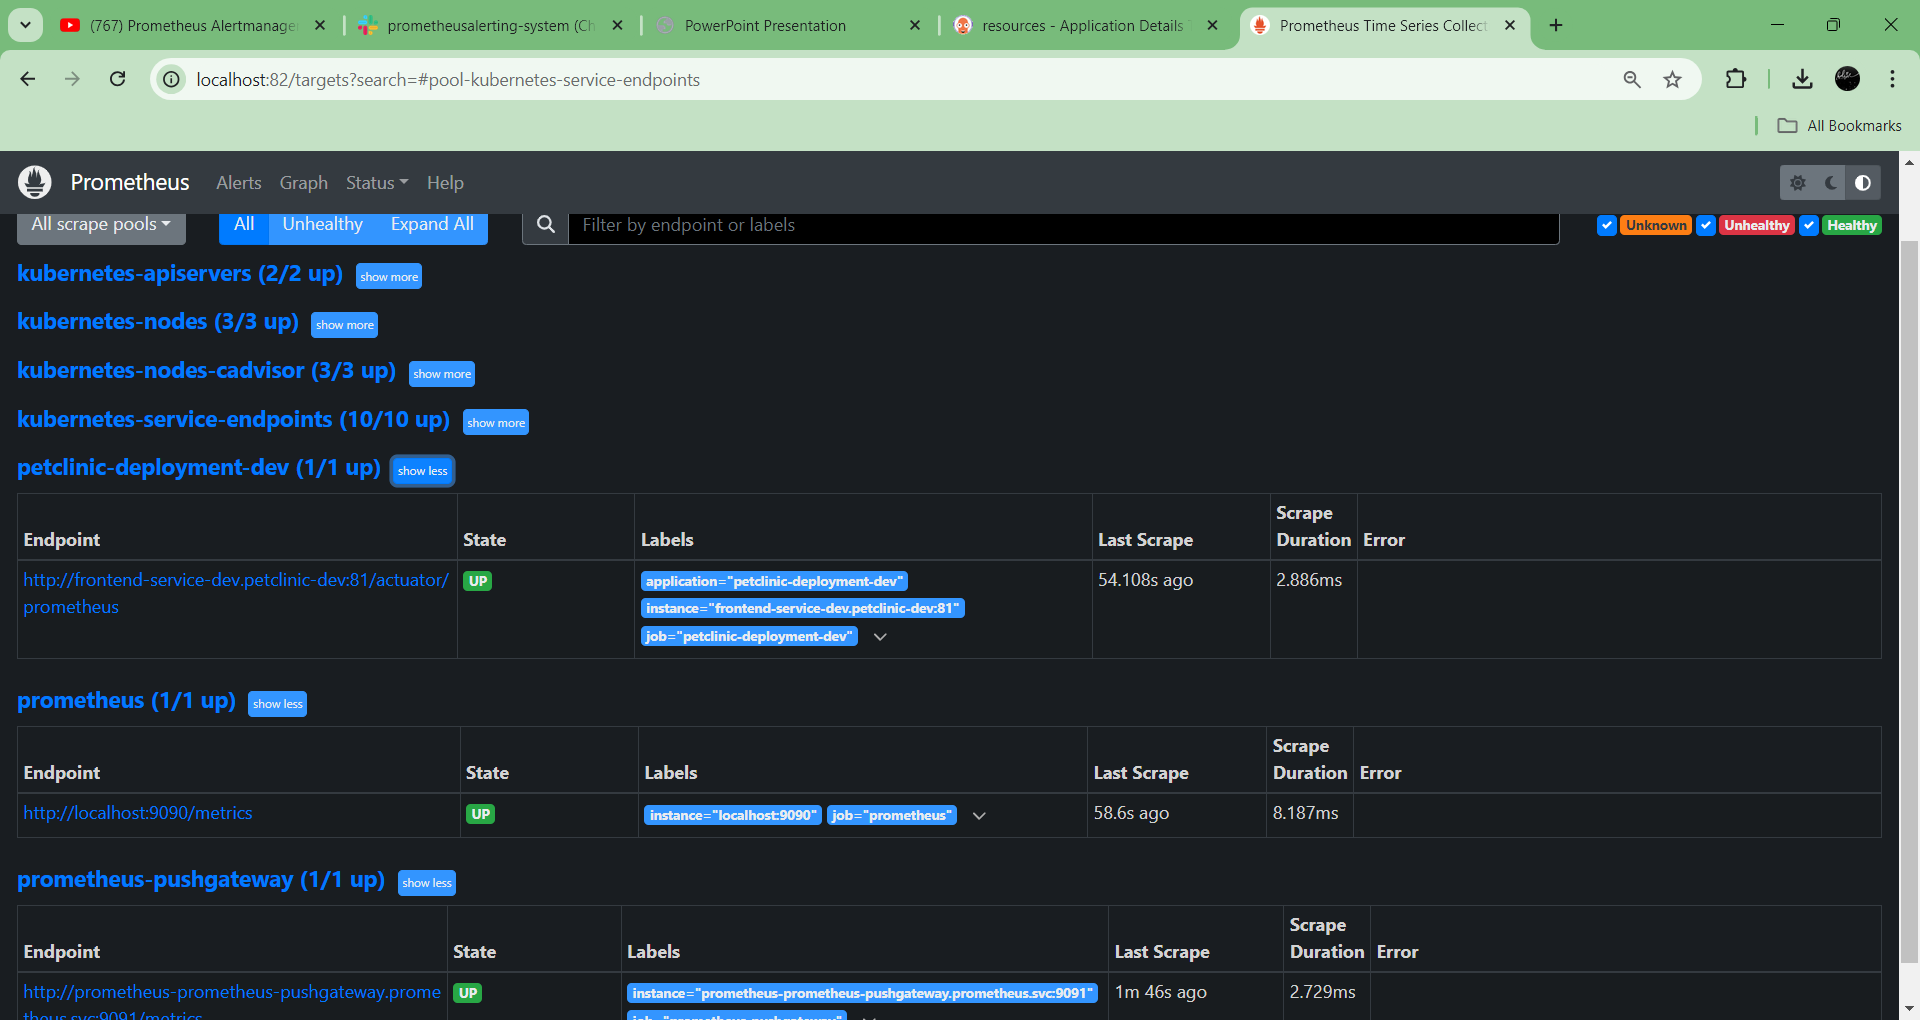 (767) Prometheus Alertmanage
prometheusalerting-system (Ch
PowerPoint Presentation
resources - Application Details
Prometheus Time Series Collect
localhost:82/targets?search=#pool-kubernetes-service-endpoints
All Bookmarks
Prometheus Alerts Graph Status Help
All scrape pools All Unhealthy Expand All Filter by endpoint or labels Unknown Unhealthy Healthy
kubernetes-apiservers (2/2 up) show more
kubernetes-nodes (3/3 up) show more
kubernetes-nodes-cadvisor (3/3 up) show more
kubernetes-service-endpoints (10/10 up) show more
petclinic-deployment-dev (1/1 up) show less
Endpoint State Labels Last Scrape Scrape Duration Error
http://frontend-service-dev.petclinic-dev:81/actuator/ UP application="petclinic-deployment-dev" 54.108s ago 2.886ms
prometheus instance="frontend-service-dev.petclinic-dev:81"
job="petclinic-deployment-dev"
prometheus (1/1 up) show less
Endpoint State Labels Last Scrape Scrape Duration Error
http://localhost:9090/metrics UP instance="localhost:9090" job="prometheus" 58.6s ago 8.187ms
prometheus-pushgateway (1/1 up) show less
Endpoint State Labels Last Scrape Scrape Duration Error
http://prometheus-prometheus-pushgateway.prome UP instance="prometheus-prometheus-pushgateway.prometheus.svc:9091" 1m 46s ago 2.729ms
theus.svc:9091/metrics job="prometheus-pushgateway"